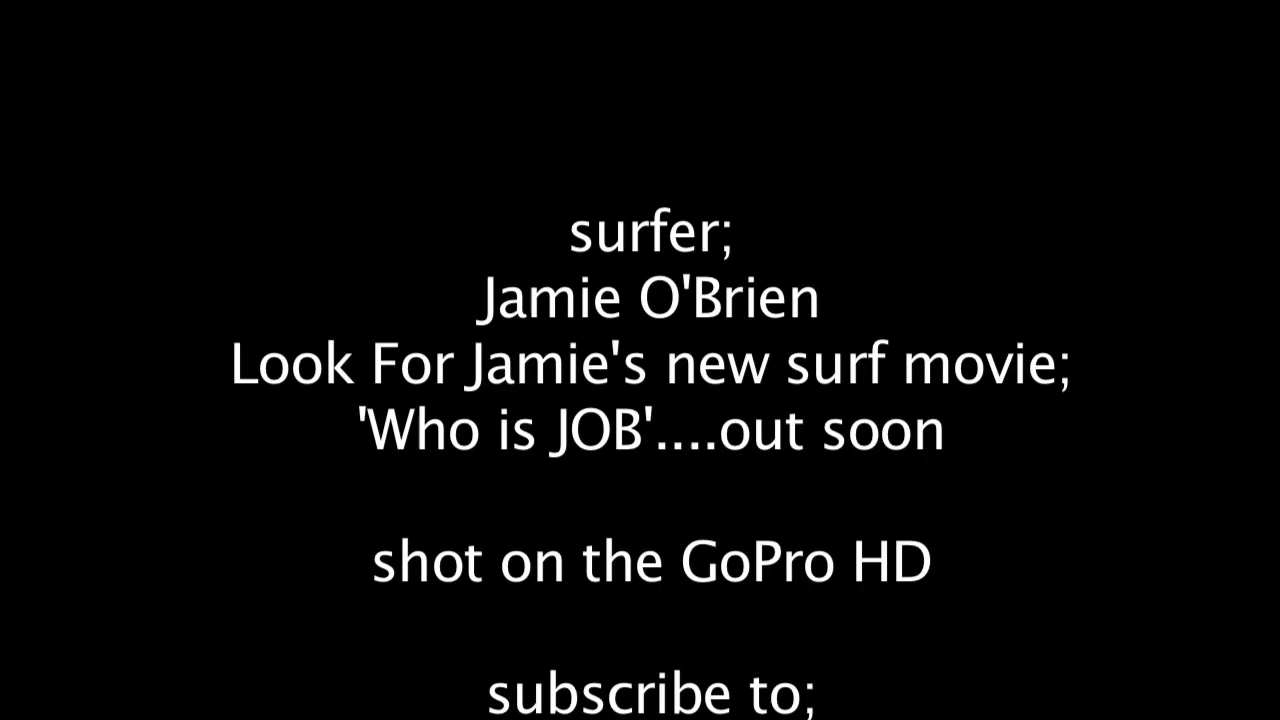 surfer;
Jamie O'Brien
Look For Jamie's new surf movie;
'Who is JOB'....out soon
shot on the GoPro HD
subscribe to;